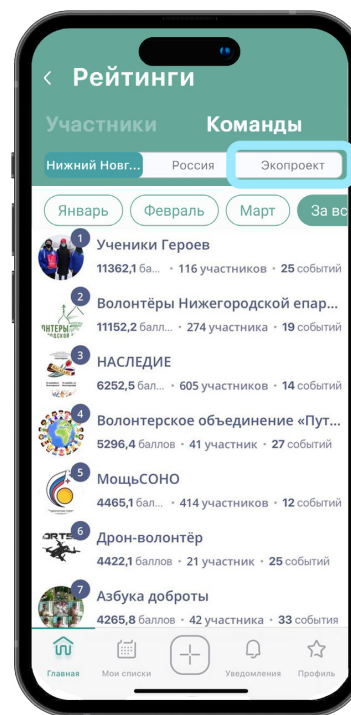 Рейтинги
Участники Команды
Нижний Новг... Россия Экопроект
Январь Февраль Март За вс
1 Ученики Героев
11362,1 ба... • 116 участников • 25 событий
2 Волонтёры Нижегородской епар...
11152,2 балл... • 274 участника • 19 событий
3 НАСЛЕДИЕ
6252,5 бал... • 605 участников • 14 событий
4 Волонтерское объединение «Пут...
5296,4 баллов • 41 участник • 27 событий
5 МощьСОНО
4465,1 бал... • 414 участников • 12 событий
6 Дрон-волонтёр
4422,1 баллов • 21 участник • 25 событий
7 Азбука доброты
4265,8 баллов • 42 участника • 33 события
Главная Мои списки Уведомления Профиль